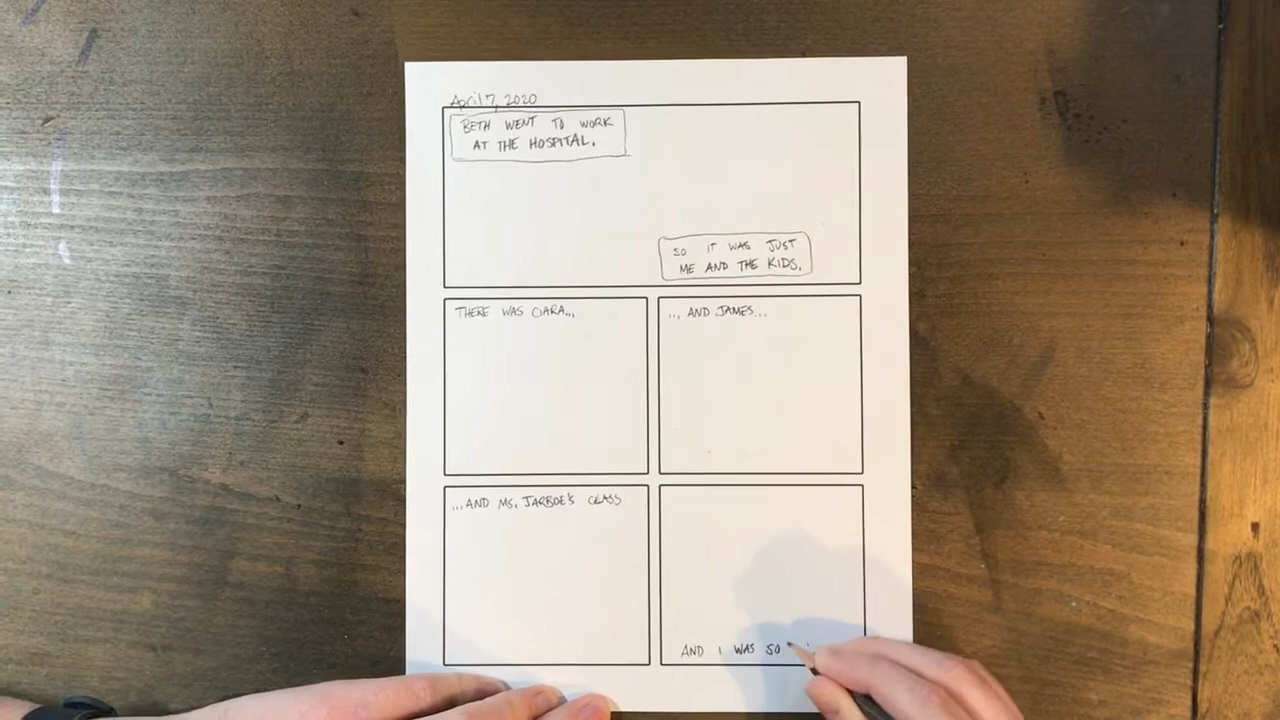 April 7, 2020
BETH WENT TO WORK
AT THE HOSPITAL.
SO IT WAS JUST
ME AND THE KIDS.
THERE WAS CIARA...
... AND JAMES...
...AND MS. JARBOE'S CLASS
AND I WAS SO